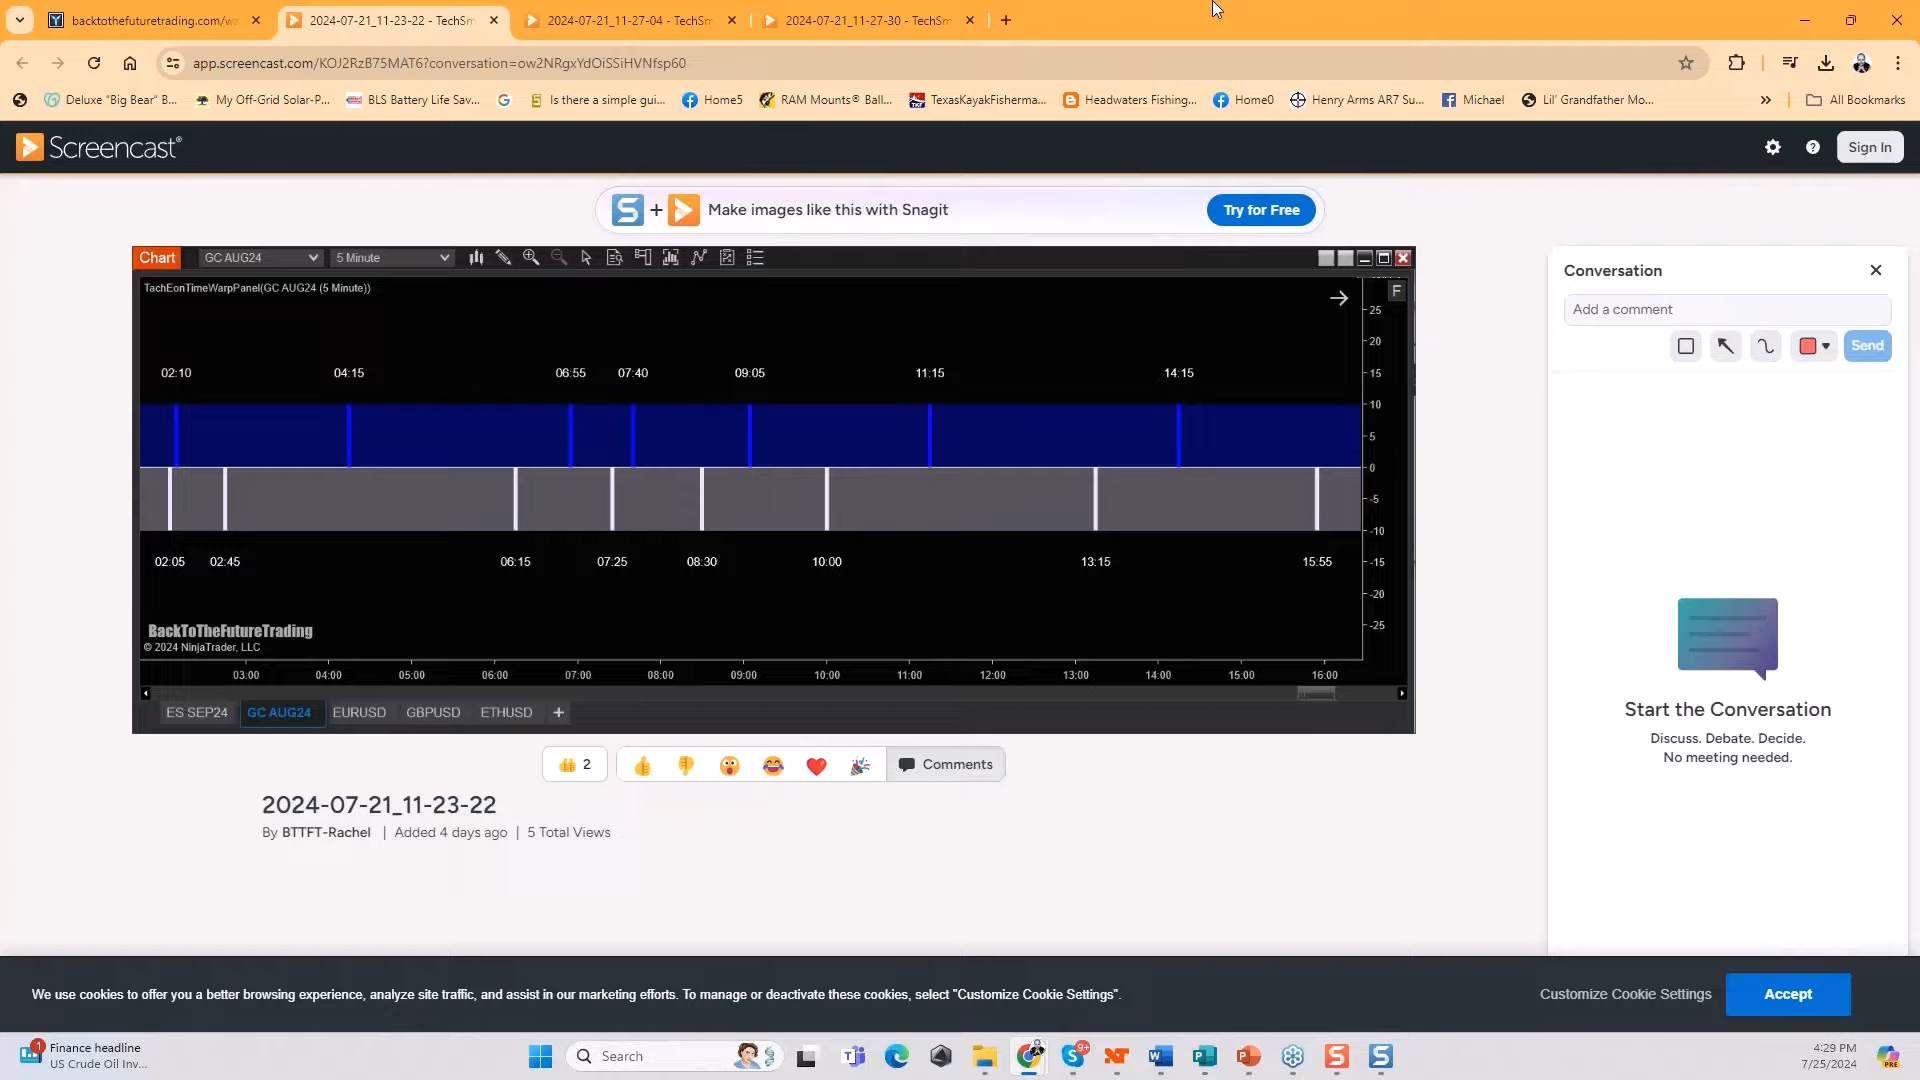 backtothefuturetrading.com/w
2024-07-21_11-23-22 - TechSm
2024-07-21_11-27-04 - TechSm
2024-07-21_11-27-30 - TechSm
app.screencast.com/KOJ2RzB75MAT6?conversation=ow2NRgxYdOiSSiHVNfsp60
Deluxe "Big Bear" B...
My Off-Grid Solar-P...
BLS Battery Life Sav...
Is there a simple gui...
Home5
RAM Mounts® Ball...
TexasKayakFisherma...
Headwaters Fishing...
Home0
Henry Arms AR7 Su...
Michael
Lil' Grandfather Mo...
All Bookmarks
Screencast®
Sign In
S + Make images like this with Snagit
Try for Free
Chart
GC AUG24
5 Minute
TachEonTimeWarpPanel(GC AUG24 (5 Minute))
F
25
20
02:10 04:15 06:55 07:40 09:05 11:15 14:15
15
10
5
0
-5
-10
02:05 02:45 06:15 07:25 08:30 10:00 13:15 15:55
-15
-20
-25
BackToTheFutureTrading
© 2024 NinjaTrader, LLC
03:00 04:00 05:00 06:00 07:00 08:00 09:00 10:00 11:00 12:00 13:00 14:00 15:00 16:00
ES SEP24 GC AUG24 EURUSD GBPUSD ETHUSD +
2
Comments
2024-07-21_11-23-22
By BTTFT-Rachel | Added 4 days ago | 5 Total Views
Conversation
Add a comment
Send
Start the Conversation
Discuss. Debate. Decide.
No meeting needed.
We use cookies to offer you a better browsing experience, analyze site traffic, and assist in our marketing efforts. To manage or deactivate these cookies, select "Customize Cookie Settings".
Customize Cookie Settings
Accept
1
Finance headline
US Crude Oil Inv...
Search
9+
4:29 PM
7/25/2024
PRE